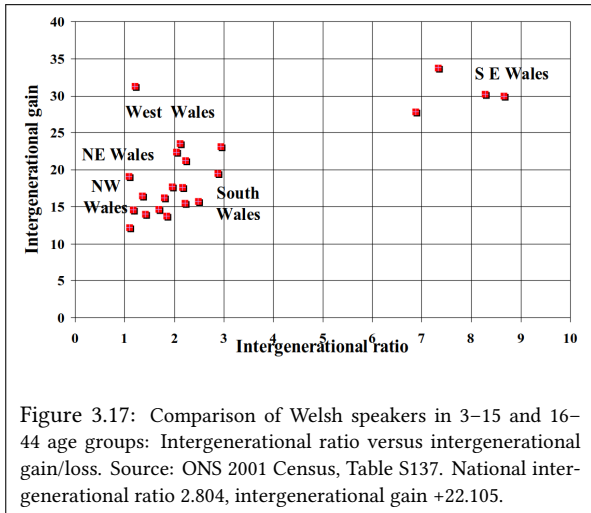 40
35
30
25
20
15
10
5
0
Intergenerational gain
S E Wales
West Wales
NE Wales
NW
Wales
South
Wales
0 1 2 3 4 5 6 7 8 9 10
Intergenerational ratio
Figure 3.17: Comparison of Welsh speakers in 3–15 and 16–
44 age groups: Intergenerational ratio versus intergenerational
gain/loss. Source: ONS 2001 Census, Table S137. National inter-
generational ratio 2.804, intergenerational gain +22.105.